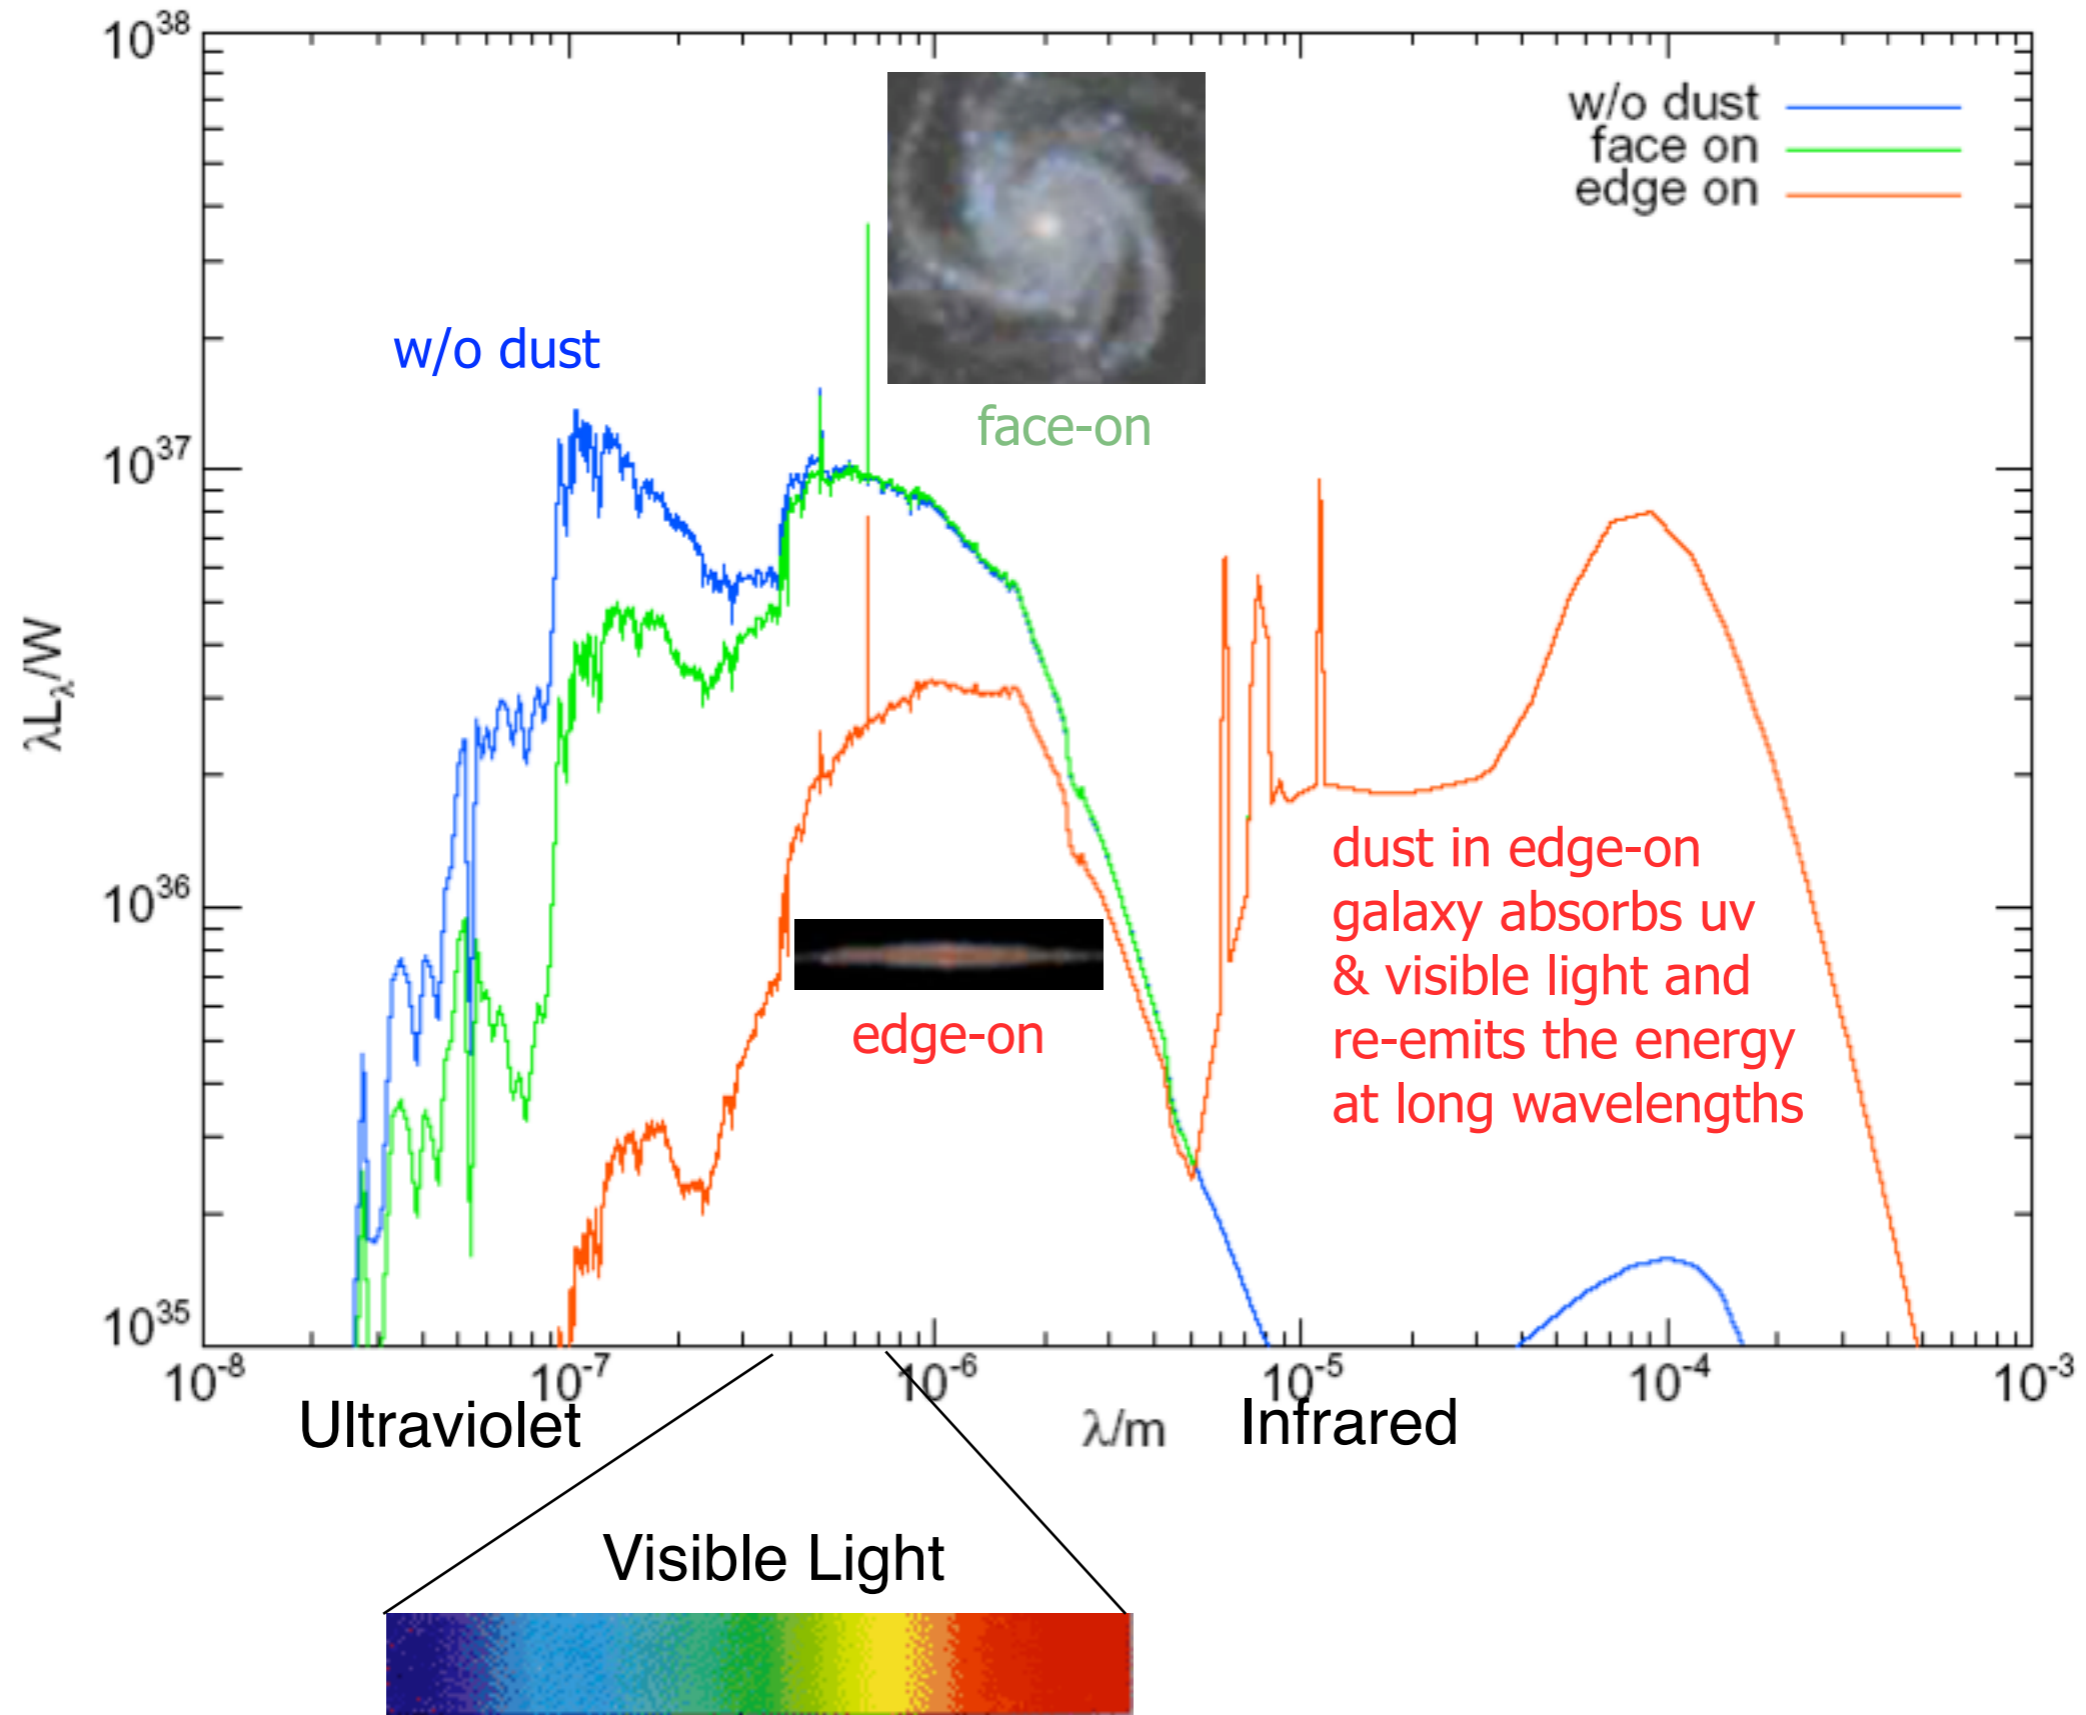 10^38
w/o dust
face on
edge on
w/o dust
face-on
10^37
λL_λ/W
dust in edge-on
galaxy absorbs uv
& visible light and
re-emits the energy
at long wavelengths
10^36
edge-on
10^35
10^-8 10^-7 10^-6 10^-5 10^-4 10^-3
Ultraviolet λ/m Infrared
Visible Light